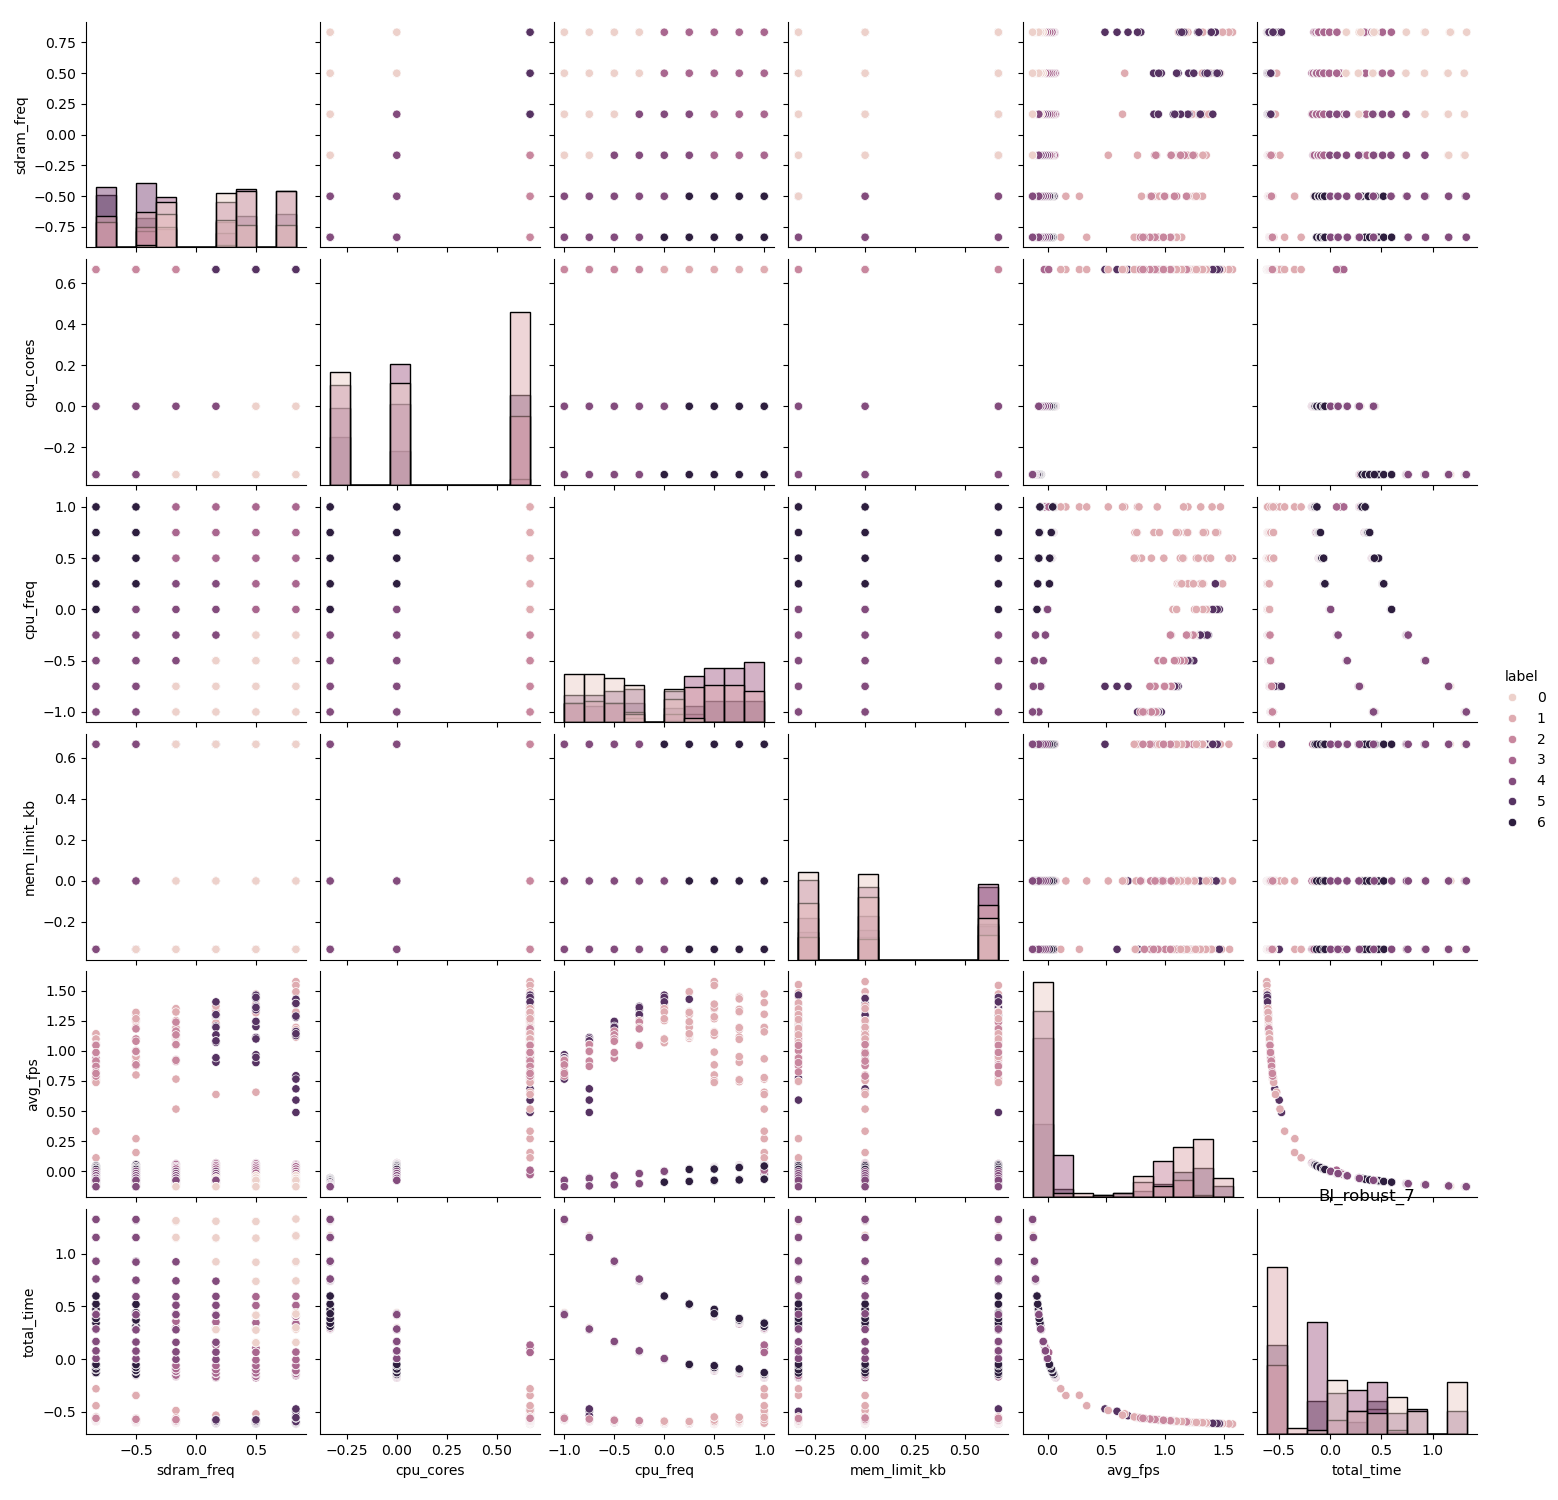 sdram_freq
0.75
0.50
0.25
0.00
−0.25
−0.50
−0.75
cpu_cores
0.6
0.4
0.2
0.0
−0.2
cpu_freq
1.0
0.5
0.0
−0.5
−1.0
label
0
1
2
3
4
5
6
mem_limit_kb
0.6
0.4
0.2
0.0
−0.2
avg_fps
1.50
1.25
1.00
0.75
0.50
0.25
0.00
BJ_robust_7
total_time
1.0
0.5
0.0
−0.5
−0.5 0.0 0.5
−0.25 0.00 0.25 0.50
−1.0 −0.5 0.0 0.5 1.0
−0.25 0.00 0.25 0.50
0.0 0.5 1.0 1.5
−0.5 0.0 0.5 1.0
sdram_freq cpu_cores cpu_freq mem_limit_kb avg_fps total_time